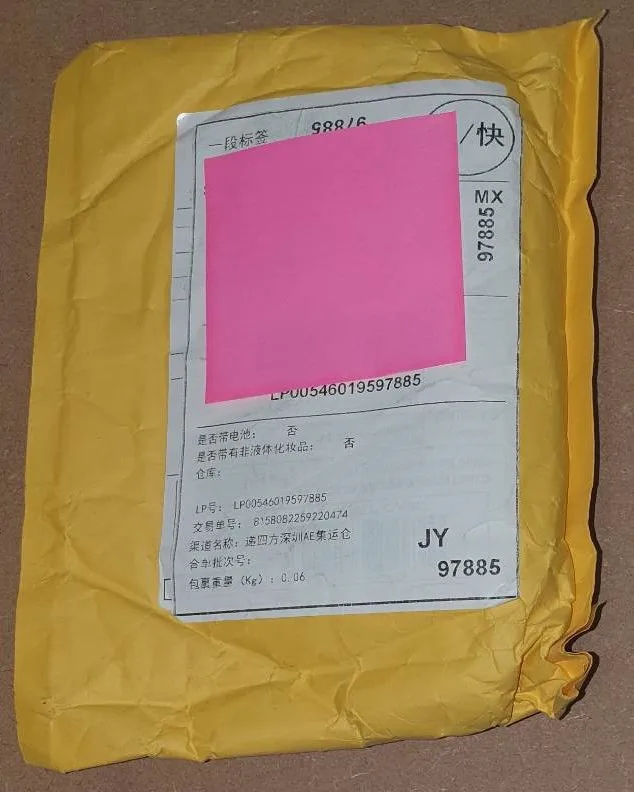 一段标签
97885
/快
MX
97885
LP00546019597885
是否带电池： 否
是否带有非液体化妆品： 否
仓库：
LP号： LP00546019597885
交易单号： 8158082259220474
渠道名称：递四方深圳AE集运仓
合车批次号：
包裹重量（Kg）：0.06
JY
97885